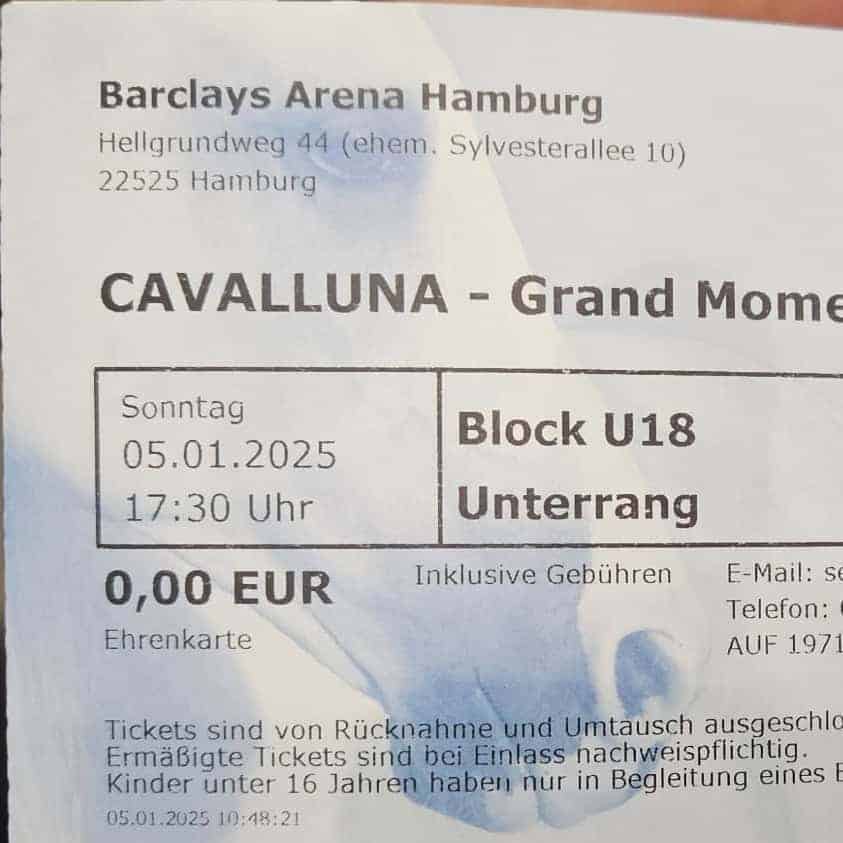 Barclays Arena Hamburg
Hellgrundweg 44 (ehem. Sylvesterallee 10)
22525 Hamburg
CAVALLUNA - Grand
Sonntag
05.01.2025
17:30 Uhr
Block U18
Unterrang
0,00 EUR
Ehrenkarte
Inklusive Gebühren
E-Mail:
Telefon:
AUF 1971
Tickets sind von Rücknahme und Umtausch
Ermäßigte Tickets sind bei Einlass nachweispflichtig.
Kinder unter 16 Jahren haben nur in Begleitung eines
05.01.2025 10:48:21